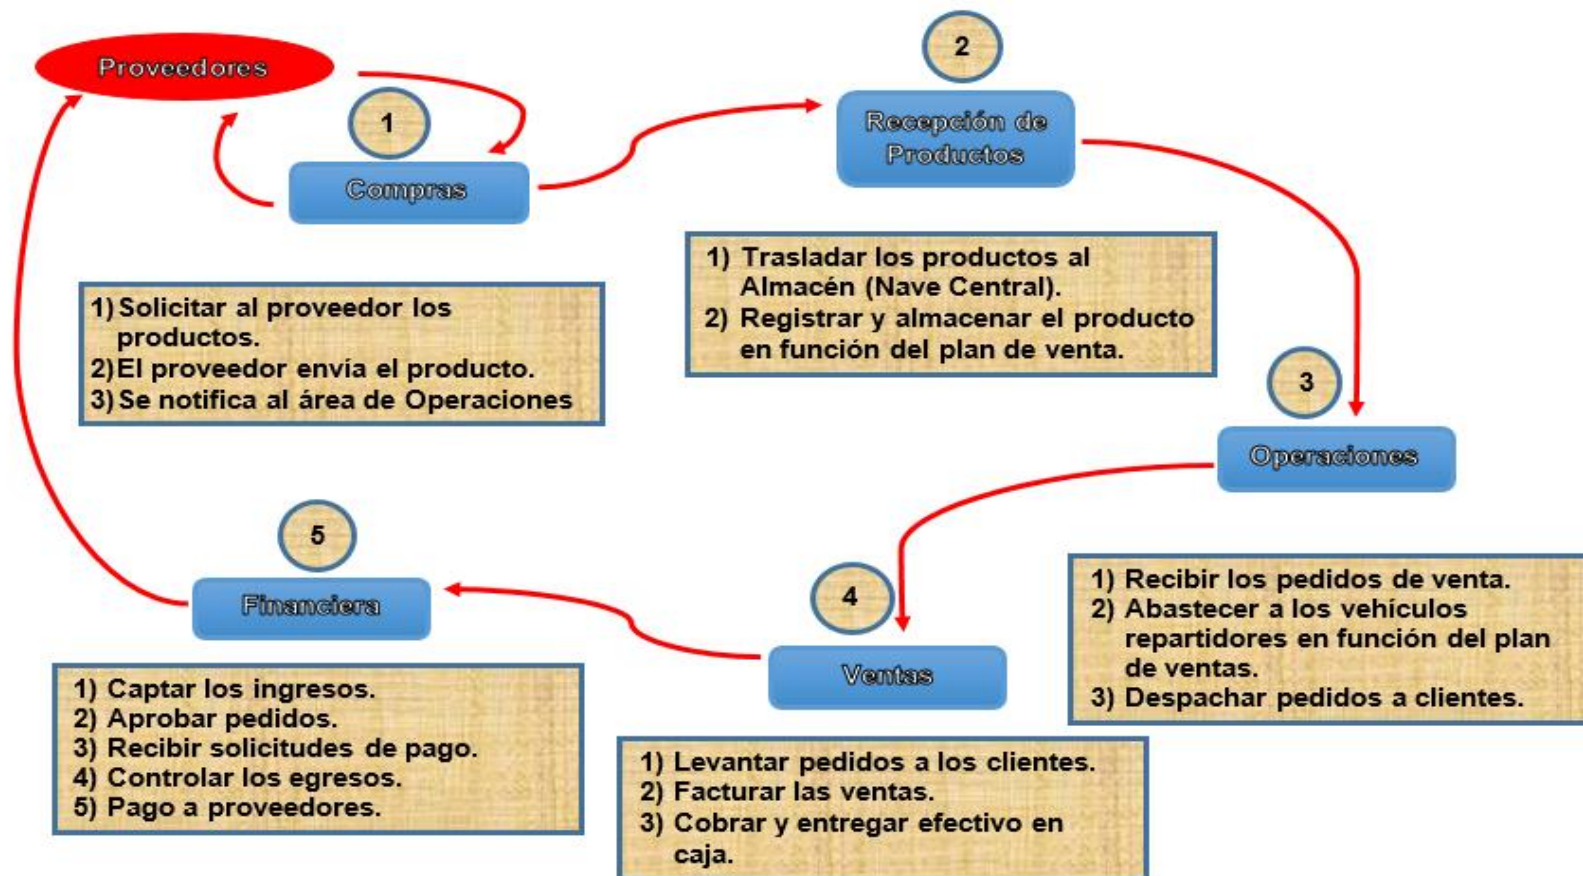 Proveedores
1
Compras
1) Solicitar al proveedor los
productos.
2) El proveedor envía el producto.
3) Se notifica al área de Operaciones
2
Recepción de
Productos
1) Trasladar los productos al
Almacén (Nave Central).
2) Registrar y almacenar el producto
en función del plan de venta.
3
Operaciones
1) Recibir los pedidos de venta.
2) Abastecer a los vehículos
repartidores en función del plan
de ventas.
3) Despachar pedidos a clientes.
4
Ventas
1) Levantar pedidos a los clientes.
2) Facturar las ventas.
3) Cobrar y entregar efectivo en
caja.
5
Financiera
1) Captar los ingresos.
2) Aprobar pedidos.
3) Recibir solicitudes de pago.
4) Controlar los egresos.
5) Pago a proveedores.